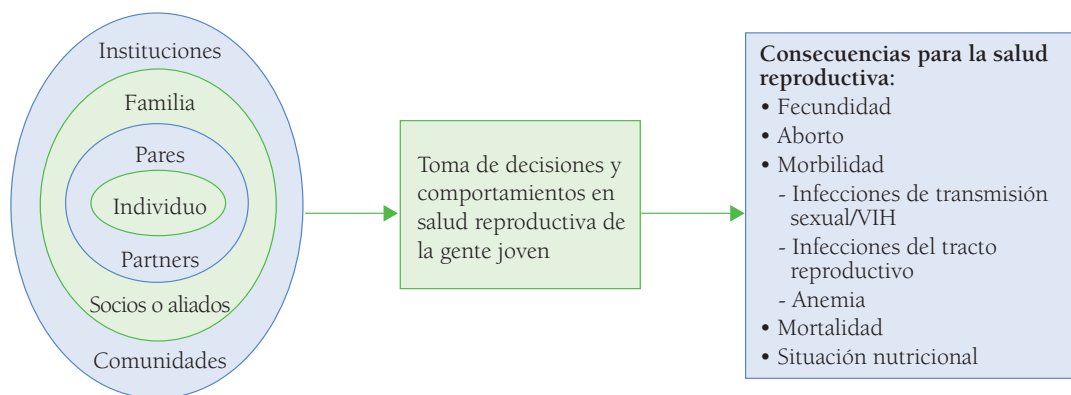 Instituciones
Familia
Pares
Individuo
Partners
Socios o aliados
Comunidades
Toma de decisiones y
comportamientos en
salud reproductiva de
la gente joven
Consecuencias para la salud
reproductiva:
• Fecundidad
• Aborto
• Morbilidad
- Infecciones de transmisión
sexual/VIH
- Infecciones del tracto
reproductivo
- Anemia
• Mortalidad
• Situación nutricional